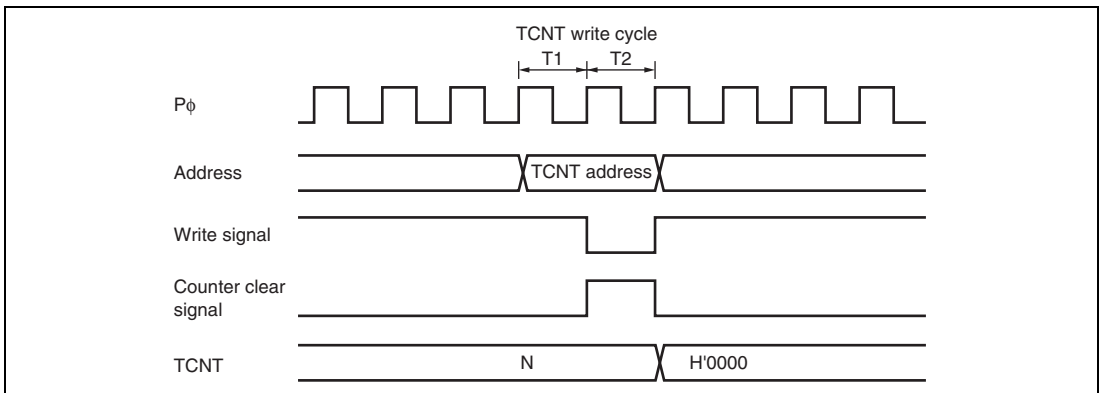 TCNT write cycle
T1 T2
Pϕ
Address
TCNT address
Write signal
Counter clear
signal
TCNT
N
H'0000